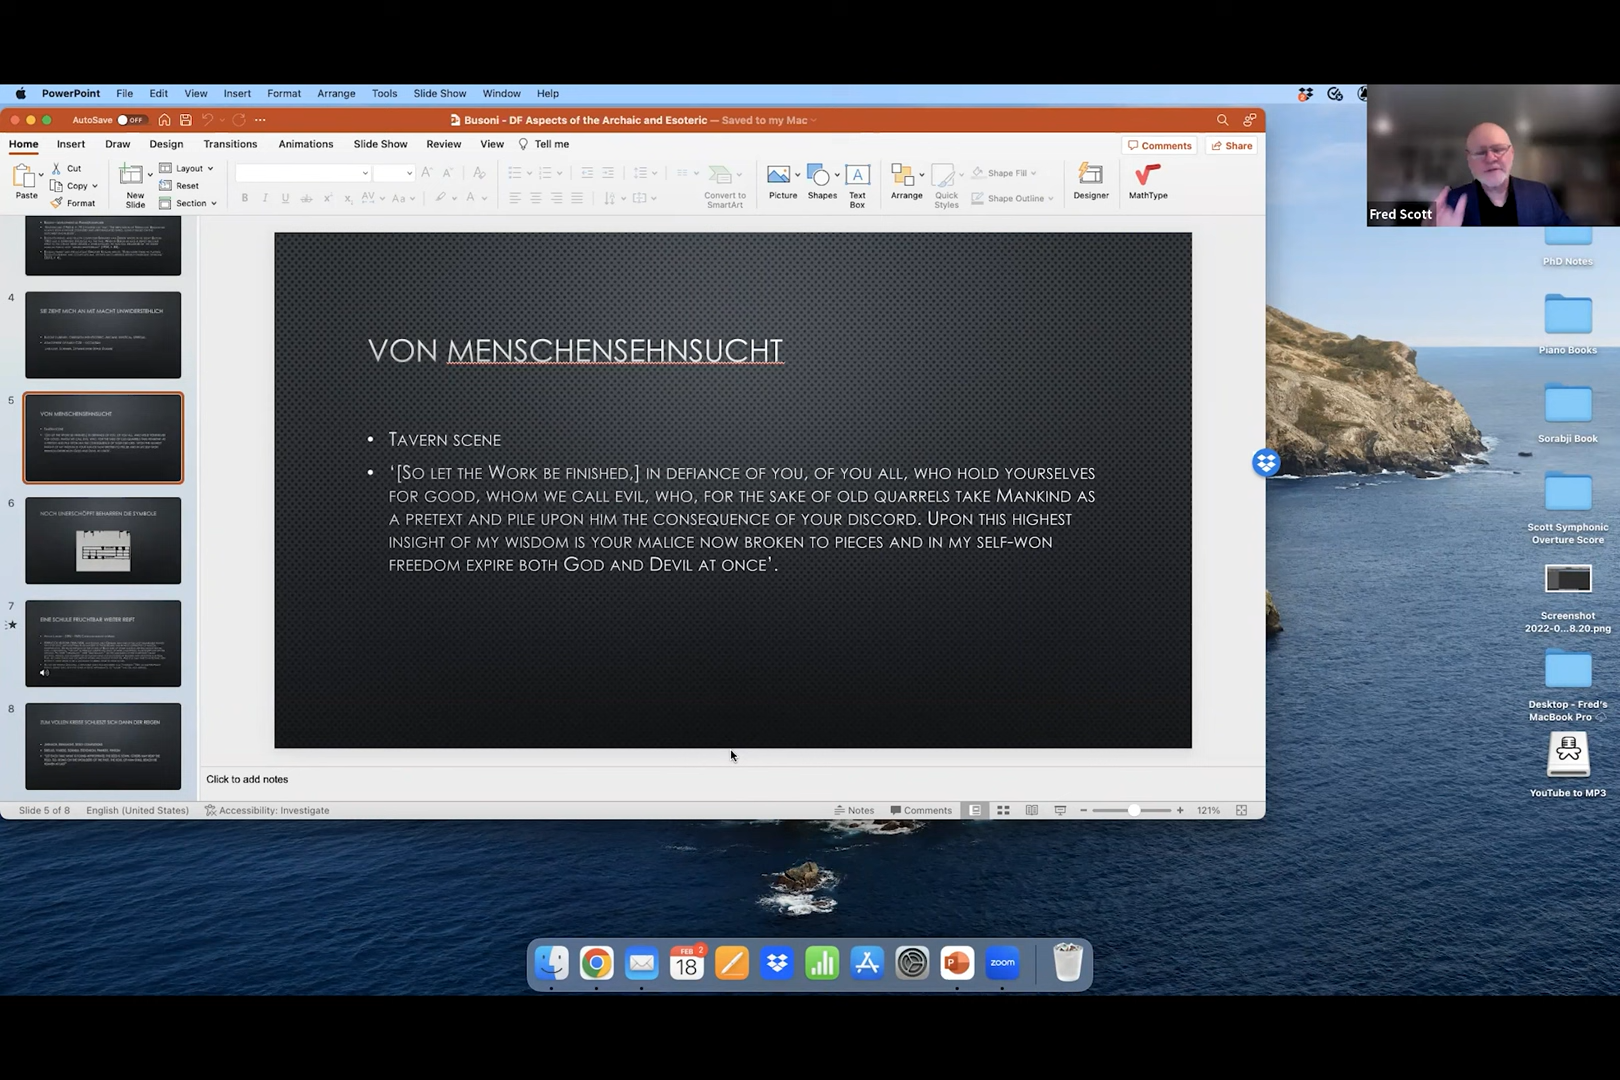 PowerPoint File Edit View Insert Format Arrange Tools Slide Show Window Help
AutoSave OFF
Busoni - DF Aspects of the Archaic and Esoteric — Saved to my Mac
Home Insert Draw Design Transitions Animations Slide Show Review View Tell me
Comments Share
Paste
Cut
Copy
Format
New
Slide
Layout
Reset
Section
Convert to
SmartArt
Picture
Shapes
Text
Box
Arrange
Quick
Styles
Shape Fill
Shape Outline
Designer
MathType
Fred Scott
4
SIE ZIEHT MICH AN MIT MACHT UNWIDERSTEHLICH
5
VON MENSCHENSEHNSUCHT
TAVERN SCENE
6
NOCH UNERSCHÖPFT BEHARREN DIE SYMBOLE
7
EINE SCHULE FRUCHTBAR WEITER REIFT
8
ZUM VOLLEN KREISE SCHLIESZT SICH DANN DER REIGEN
VON MENSCHENSEHNSUCHT
• TAVERN SCENE
• ‘[SO LET THE WORK BE FINISHED,] IN DEFIANCE OF YOU, OF YOU ALL, WHO HOLD YOURSELVES
FOR GOOD, WHOM WE CALL EVIL, WHO, FOR THE SAKE OF OLD QUARRELS TAKE MANKIND AS
A PRETEXT AND PILE UPON HIM THE CONSEQUENCE OF YOUR DISCORD. UPON THIS HIGHEST
INSIGHT OF MY WISDOM IS YOUR MALICE NOW BROKEN TO PIECES AND IN MY SELF-WON
FREEDOM EXPIRE BOTH GOD AND DEVIL AT ONCE’.
Click to add notes
Slide 5 of 8 English (United States) Accessibility: Investigate
Notes Comments 121%
PhD Notes
Piano Books
Sorabji Book
Scott Symphonic
Overture Score
Screenshot
2022-0...8.20.png
Desktop - Fred's
MacBook Pro
YouTube to MP3
FEB 2
18
zoom